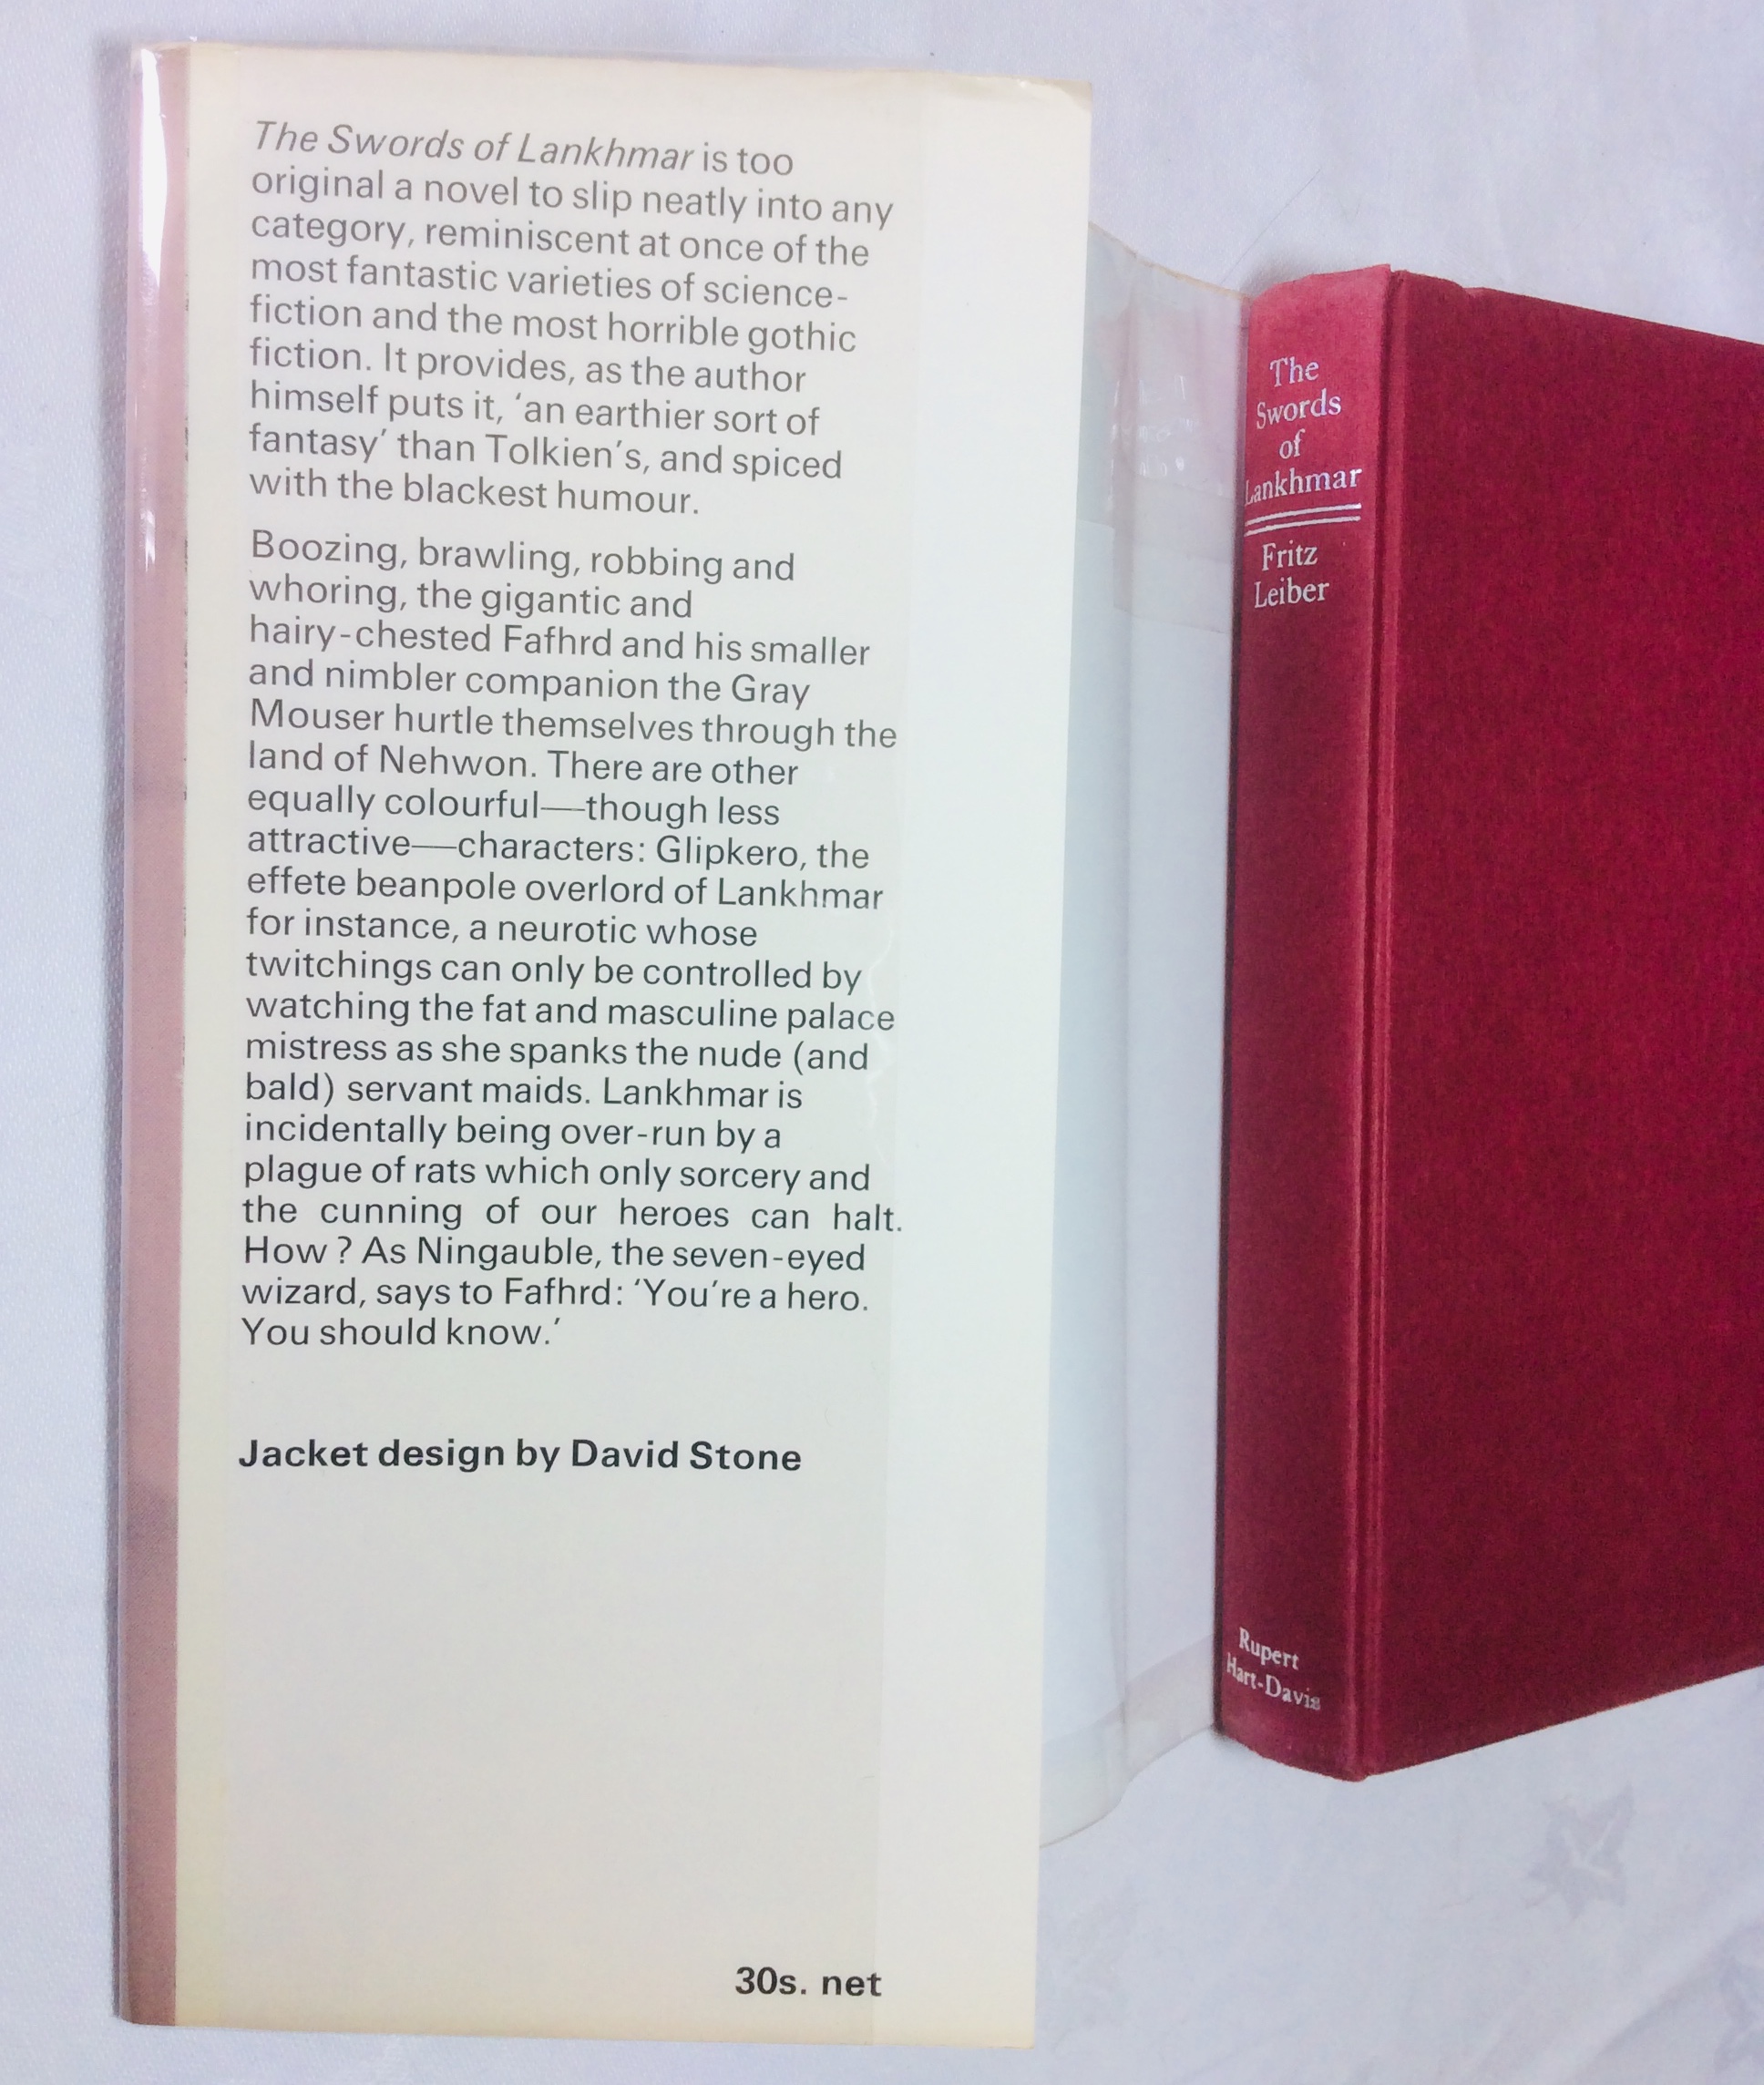 The Swords of Lankhmar is too
original a novel to slip neatly into any
category, reminiscent at once of the
most fantastic varieties of science-
fiction and the most horrible gothic
fiction. It provides, as the author
himself puts it, ‘an earthier sort of
fantasy’ than Tolkien’s, and spiced
with the blackest humour.
Boozing, brawling, robbing and
whoring, the gigantic and
hairy-chested Fafhrd and his smaller
and nimbler companion the Gray
Mouser hurtle themselves through the
land of Nehwon. There are other
equally colourful—though less
attractive—characters: Glipkero, the
effete beanpole overlord of Lankhmar
for instance, a neurotic whose
twitchings can only be controlled by
watching the fat and masculine palace
mistress as she spanks the nude (and
bald) servant maids. Lankhmar is
incidentally being over-run by a
plague of rats which only sorcery and
the cunning of our heroes can halt.
How? As Ningauble, the seven-eyed
wizard, says to Fafhrd: ‘You’re a hero.
You should know.’
Jacket design by David Stone
30s. net
The
Swords
of
Lankhmar
Fritz
Leiber
Rupert
Hart-Davis